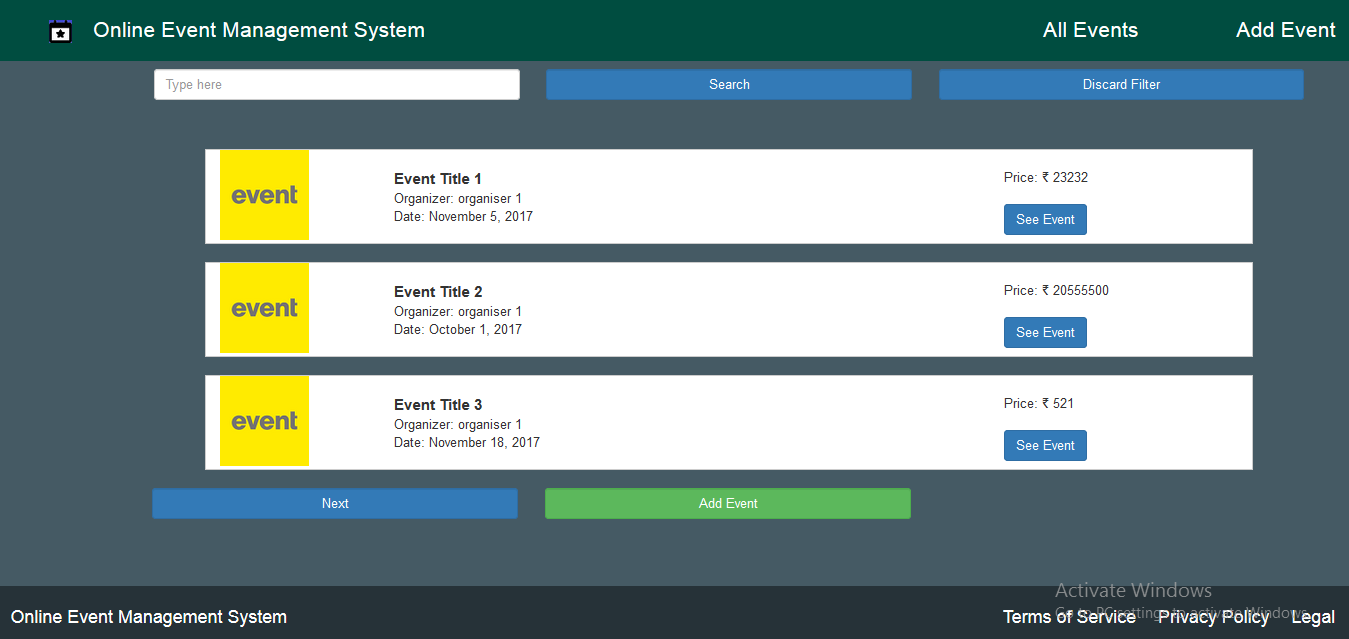 Online Event Management System All Events Add Event
Type here Search Discard Filter
event
Event Title 1
Organizer: organiser 1
Date: November 5, 2017
Price: ₹ 23232
See Event
event
Event Title 2
Organizer: organiser 1
Date: October 1, 2017
Price: ₹ 20555500
See Event
event
Event Title 3
Organizer: organiser 1
Date: November 18, 2017
Price: ₹ 521
See Event
Next Add Event
Activate Windows
Go to PC settings to activate Windows.
Online Event Management System Terms of Service Privacy Policy Legal